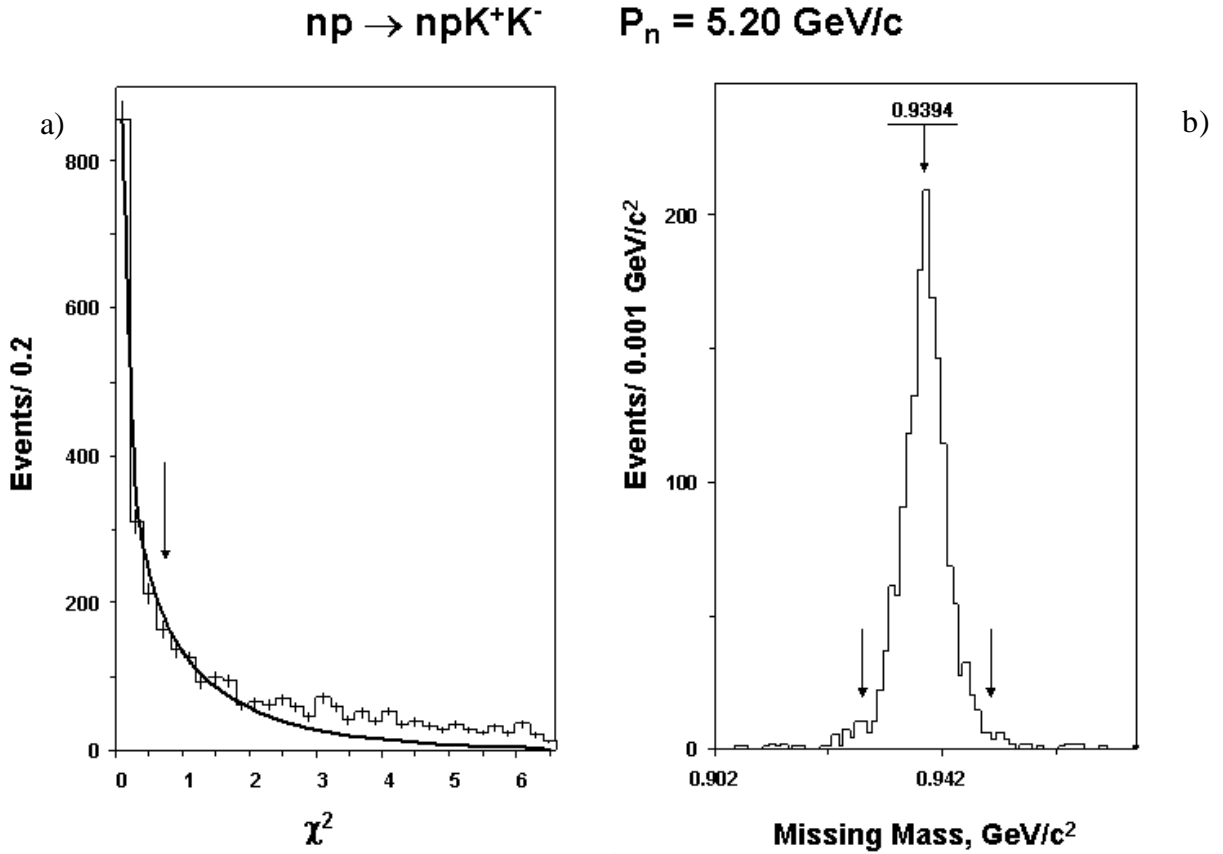 np → npK⁺K⁻ Pₙ = 5.20 GeV/c
a)
b)
Events/ 0.2
800
600
400
200
0
0 1 2 3 4 5 6
χ²
0.9394
Events/ 0.001 GeV/c²
200
100
0
0.902 0.942
Missing Mass, GeV/c²